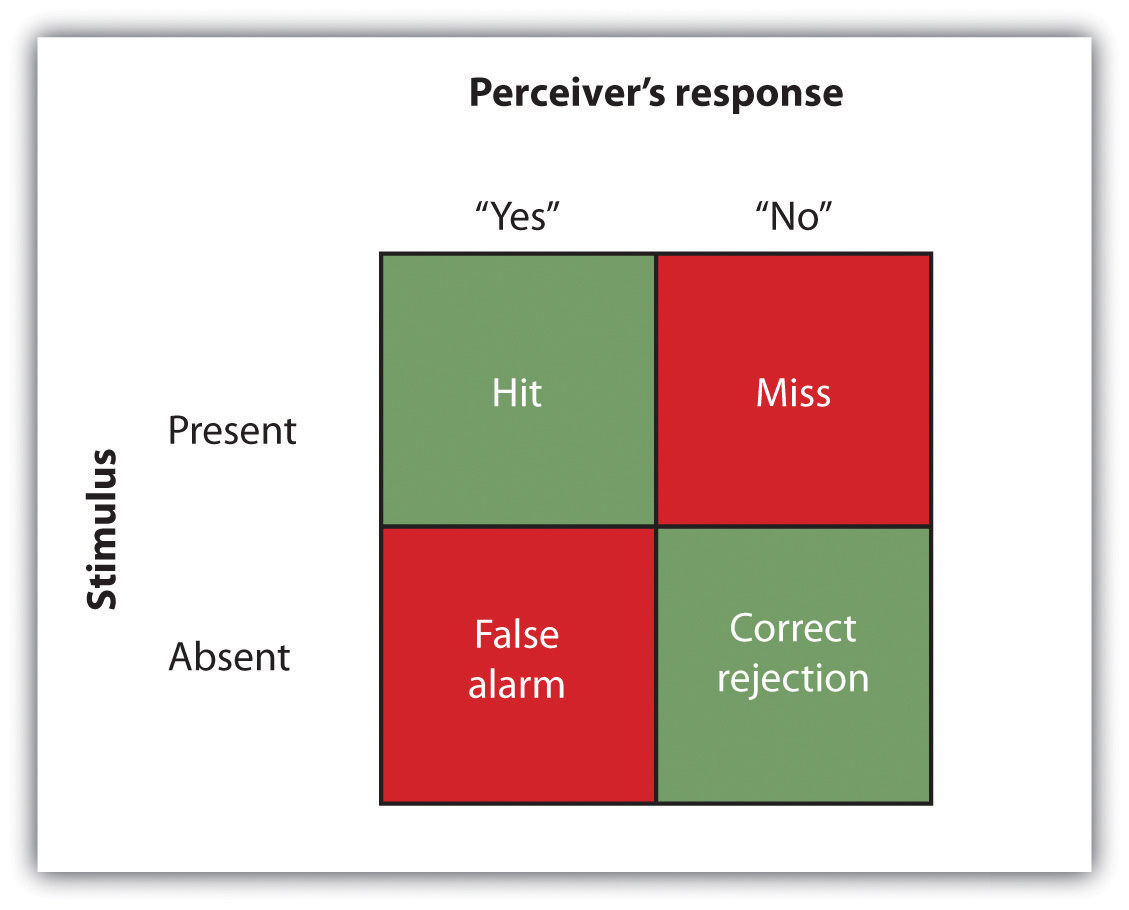 Perceiver’s response
“Yes”
“No”
Stimulus
Present
Hit
Miss
Absent
False
alarm
Correct
rejection